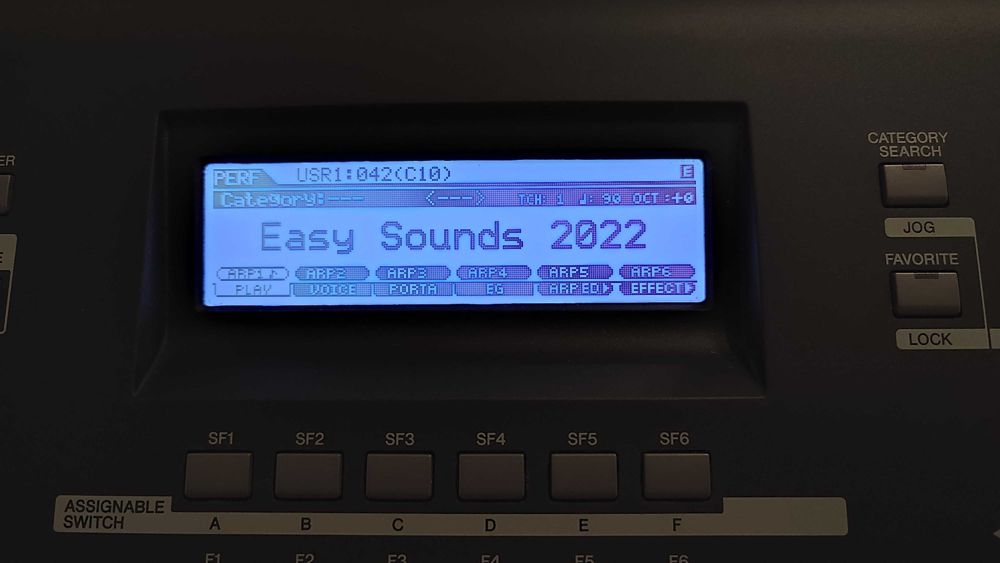 CATEGORY
SEARCH
ER
PERF USR1:042(C10) E
Category:--- <---> TCH: 1 ♩: 90 OCT:+0
JOG
Easy Sounds 2022
FAVORITE
E
ARP1♪ ARP2 ARP3 ARP4 ARP5 ARP6
PLAY VOICE PORTA EG ARP ED▶ EFFECT▶
LOCK
SF1 SF2 SF3 SF4 SF5 SF6
ASSIGNABLE
SWITCH
A B C D E F
F1 F2 F3 F4 F5 F6